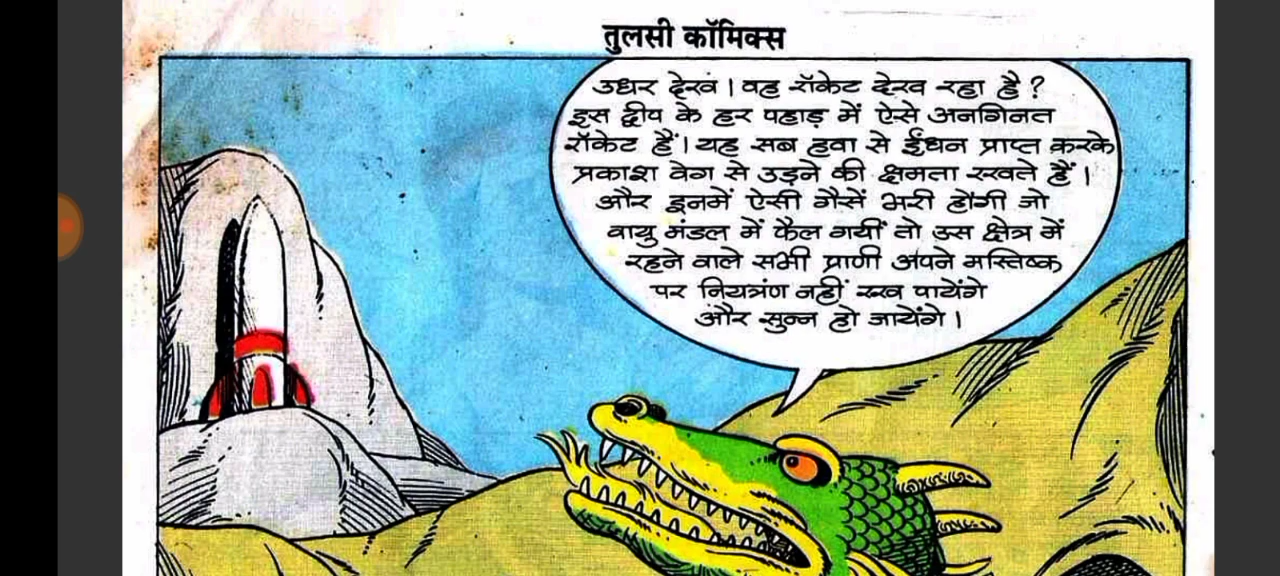 तुलसी कॉमिक्स
उधर देखं । वह रॉकेट देख रहा है ?
इस द्वीप के हर पहाड़ में ऐसे अनगिनत
रॉकेट हैं । यह सब हवा से ईंधन प्राप्त करके
प्रकाश वेग से उड़ने की क्षमता रखते हैं ।
और इनमें ऐसी गैसें भरी होंगी जो
वायु मंडल में फैल गयीं तो उस क्षेत्र में
रहने वाले सभी प्राणी अपने मस्तिष्क
पर नियत्रंण नहीं रख पायेंगे
और सुन्न हो जायेंगे ।